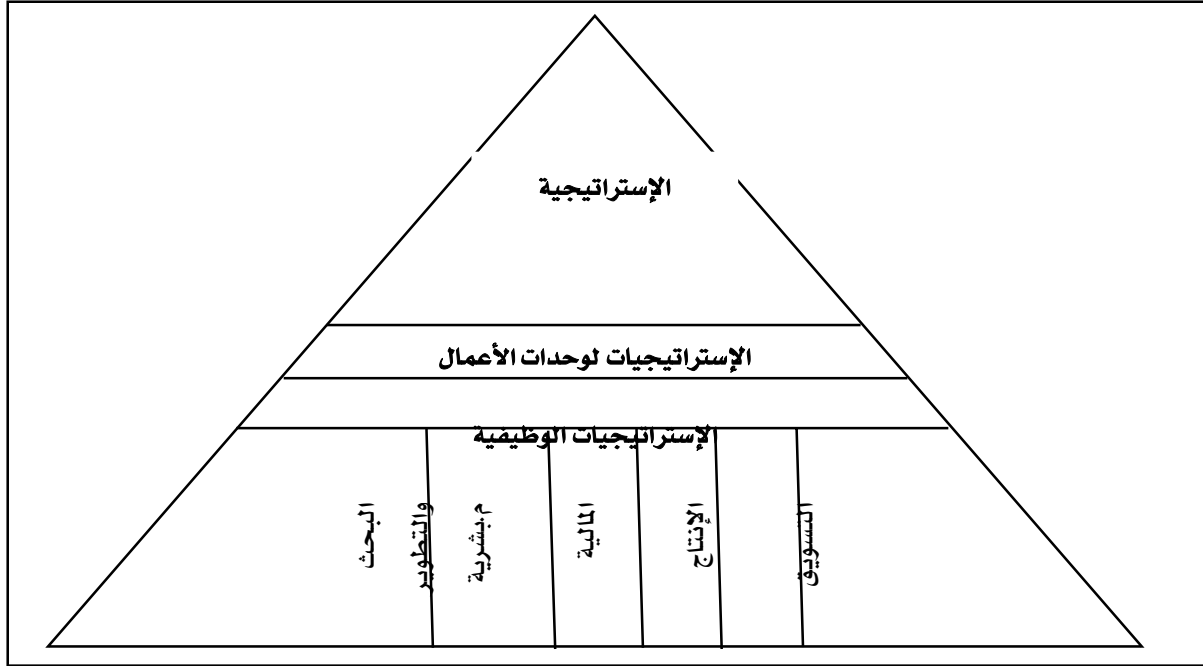 الإستراتيجية
الإستراتيجيات لوحدات الأعمال
الإستراتيجيات الوظيفية
التسويق
الإنتاج
المالية
م.بشرية
البحث
والتطوير